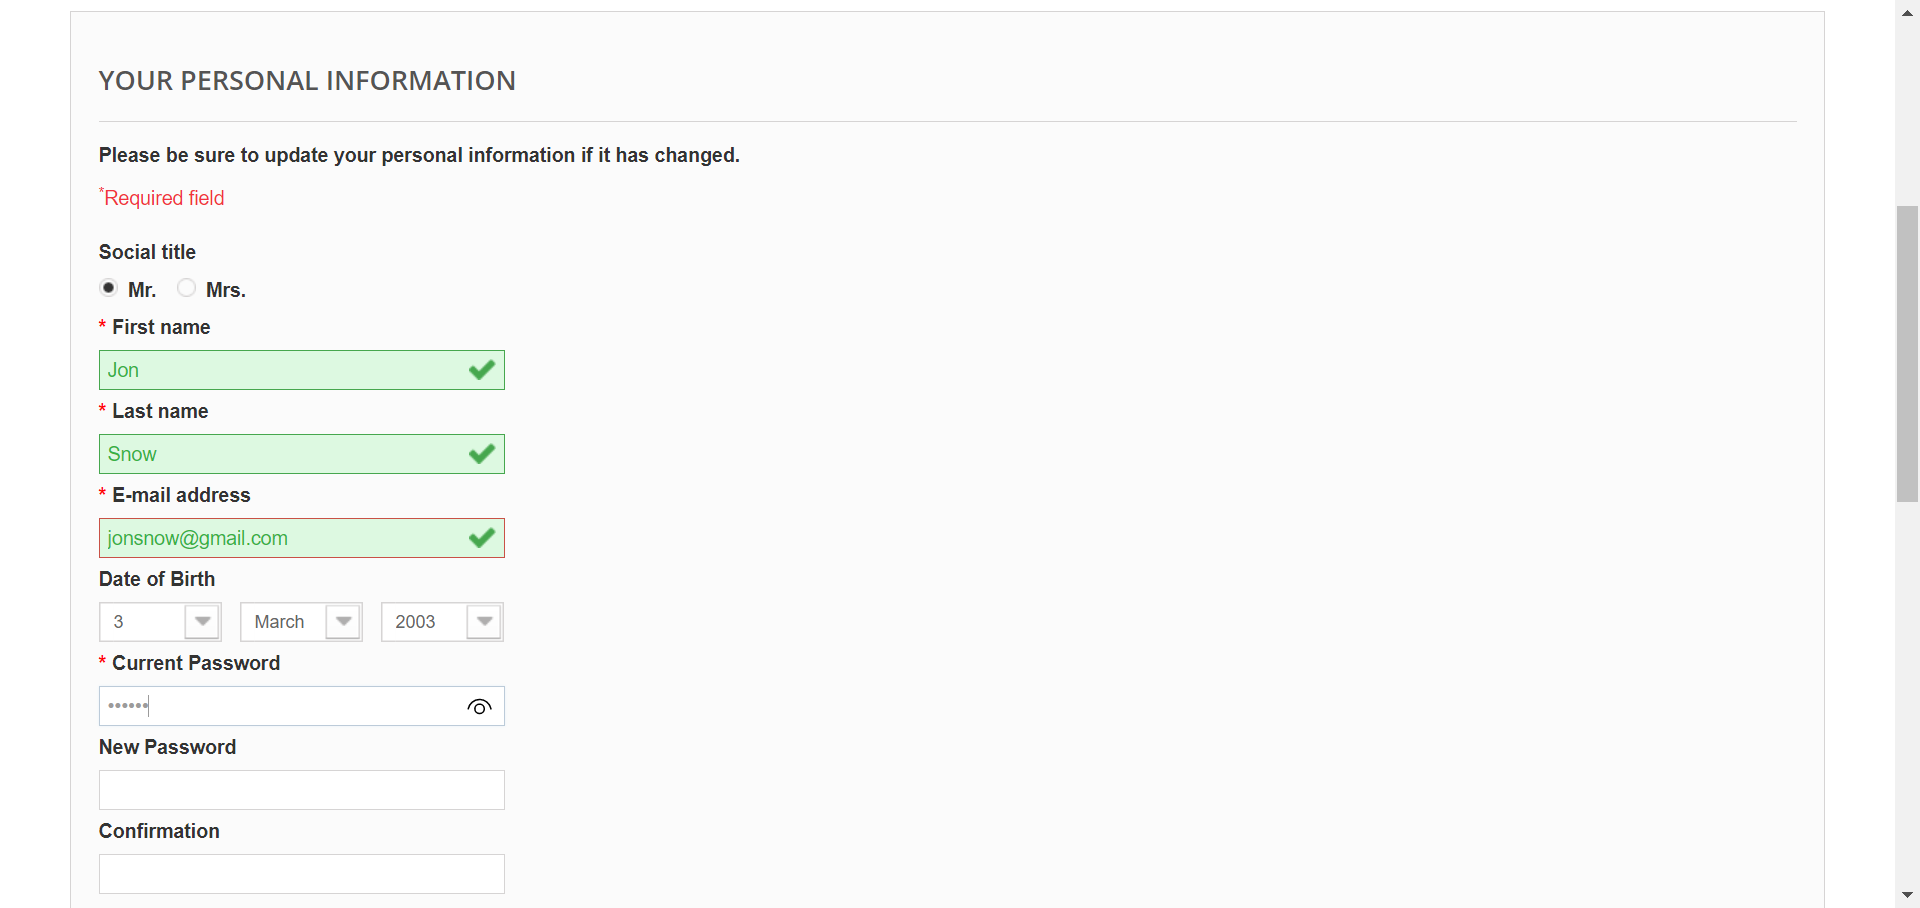 YOUR PERSONAL INFORMATION
Please be sure to update your personal information if it has changed.
*Required field
Social title
Mr. Mrs.
* First name
Jon
* Last name
Snow
* E-mail address
jonsnow@gmail.com
Date of Birth
3 March 2003
* Current Password
••••••
New Password
Confirmation